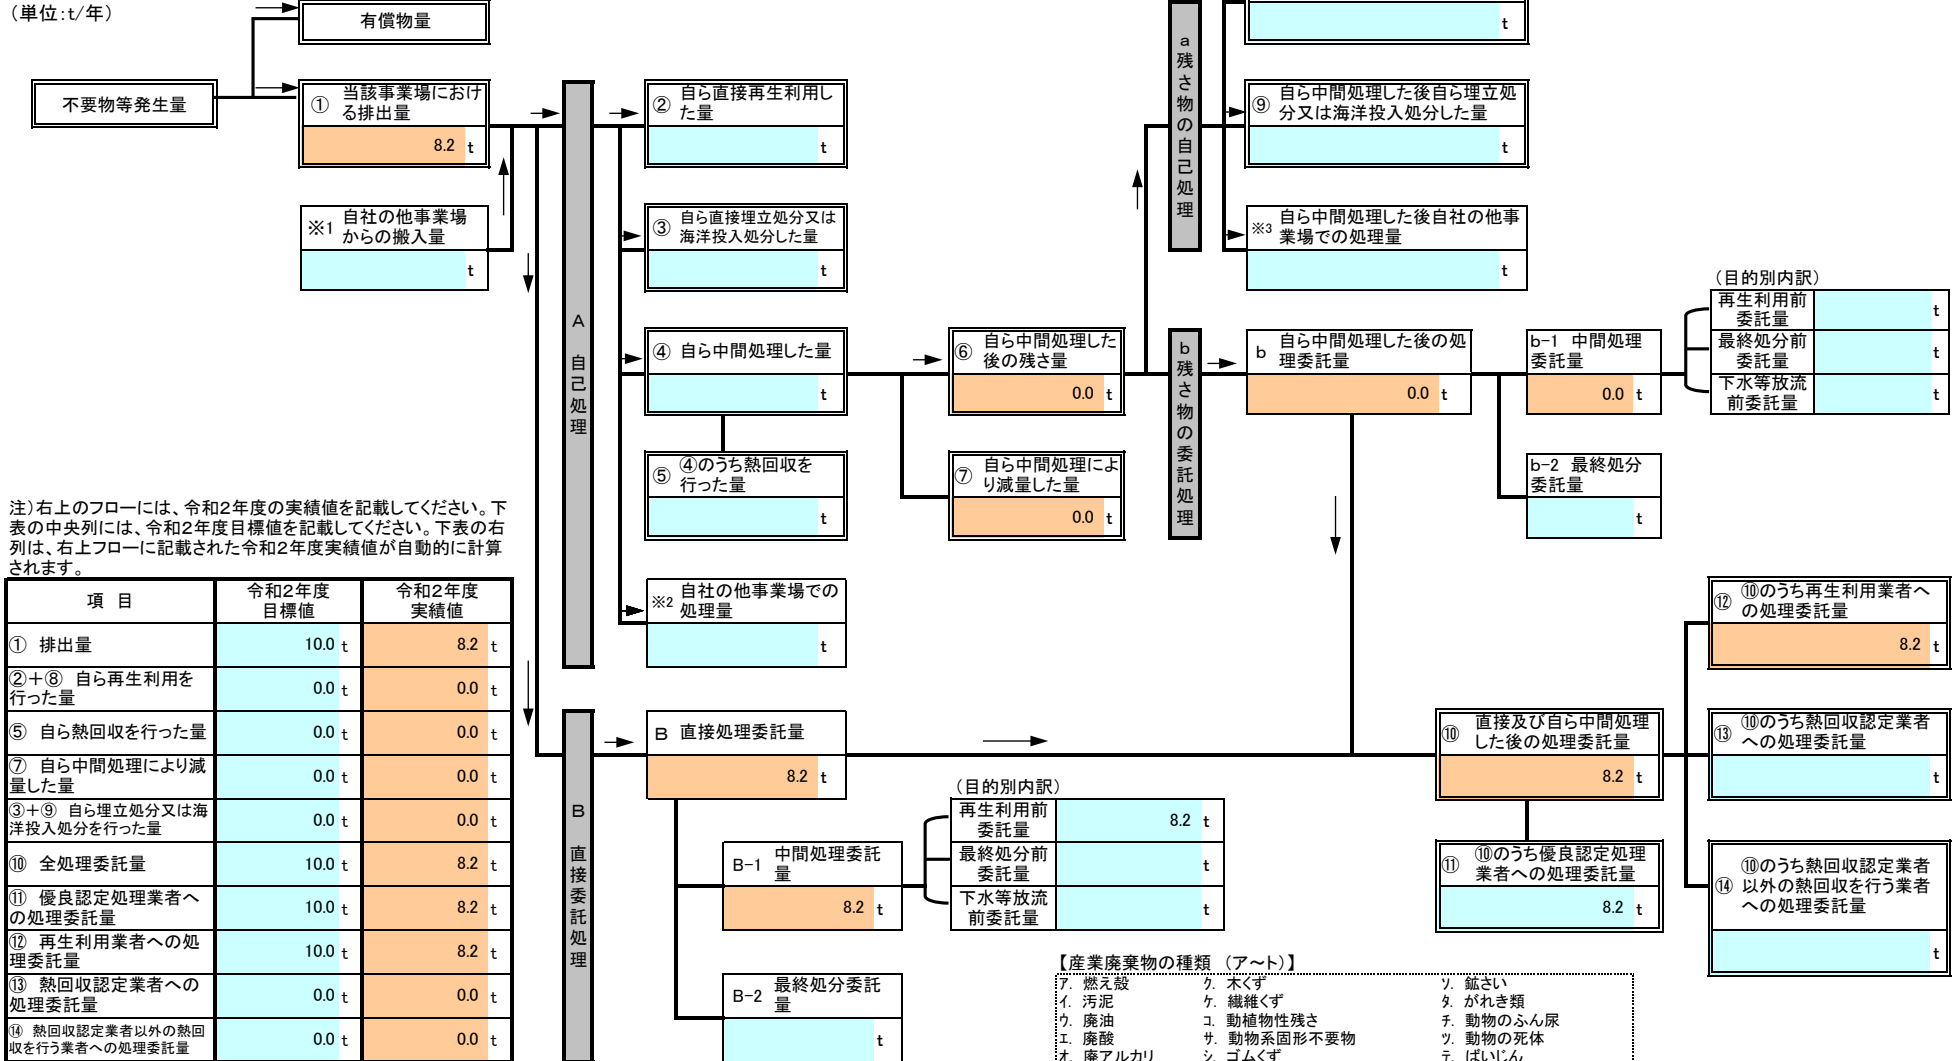 （単位:t/年）
有償物量
不要物等発生量
① 当該事業場におけ
る排出量
8.2 t
※1 自社の他事業場
からの搬入量
t
A 自己処理
② 自ら直接再生利用し
た量
t
③ 自ら直接埋立処分又は
海洋投入処分した量
t
④ 自ら中間処理した量
t
⑤ ④のうち熱回収を
行った量
t
※2 自社の他事業場での
処理量
t
⑥ 自ら中間処理した
後の残さ量
0.0 t
⑦ 自ら中間処理によ
り減量した量
0.0 t
a残さ物の自己処理
t
⑨ 自ら中間処理した後自ら埋立処
分又は海洋投入処分した量
t
※3 自ら中間処理した後自社の他事
業場での処理量
t
b残さ物の委託処理
b 自ら中間処理した後の処
理委託量
0.0 t
b-1 中間処理
委託量
0.0 t
（目的別内訳）
再生利用前
委託量 t
最終処分前
委託量 t
下水等放流
前委託量 t
b-2 最終処分
委託量
t
注）右上のフローには、令和2年度の実績値を記載してください。下
表の中央列には、令和2年度目標値を記載してください。下表の右
列は、右上フローに記載された令和2年度実績値が自動的に計算
されます。
項 目 令和2年度
目標値 令和2年度
実績値
① 排出量 10.0 t 8.2 t
②+⑧ 自ら再生利用を
行った量 0.0 t 0.0 t
⑤ 自ら熱回収を行った量 0.0 t 0.0 t
⑦ 自ら中間処理により減
量した量 0.0 t 0.0 t
③+⑨ 自ら埋立処分又は海
洋投入処分を行った量 0.0 t 0.0 t
⑩ 全処理委託量 10.0 t 8.2 t
⑪ 優良認定処理業者へ
の処理委託量 10.0 t 8.2 t
⑫ 再生利用業者への処
理委託量 10.0 t 8.2 t
⑬ 熱回収認定業者への
処理委託量 0.0 t 0.0 t
⑭ 熱回収認定業者以外の熱回
収を行う業者への処理委託量 0.0 t 0.0 t
B 直接委託処理
B 直接処理委託量
8.2 t
B-1 中間処理委託
量
8.2 t
（目的別内訳）
再生利用前
委託量 8.2 t
最終処分前
委託量 t
下水等放流
前委託量 t
B-2 最終処分委託
量
t
⑩ 直接及び自ら中間処理
した後の処理委託量
8.2 t
⑪ ⑩のうち優良認定処理
業者への処理委託量
8.2 t
⑫ ⑩のうち再生利用業者へ
の処理委託量
8.2 t
⑬ ⑩のうち熱回収認定業者
への処理委託量
t
⑭ ⑩のうち熱回収認定業者
以外の熱回収を行う業者
への処理委託量
t
【産業廃棄物の種類 （ア～ト）】
ア. 燃え殻 ク. 木くず ソ. 鉱さい
イ. 汚泥 ケ. 繊維くず タ. がれき類
ウ. 廃油 コ. 動植物性残さ チ. 動物のふん尿
エ. 廃酸 サ. 動物系固形不要物 ツ. 動物の死体
オ. 廃アルカリ シ. ゴムくず テ. ばいじん